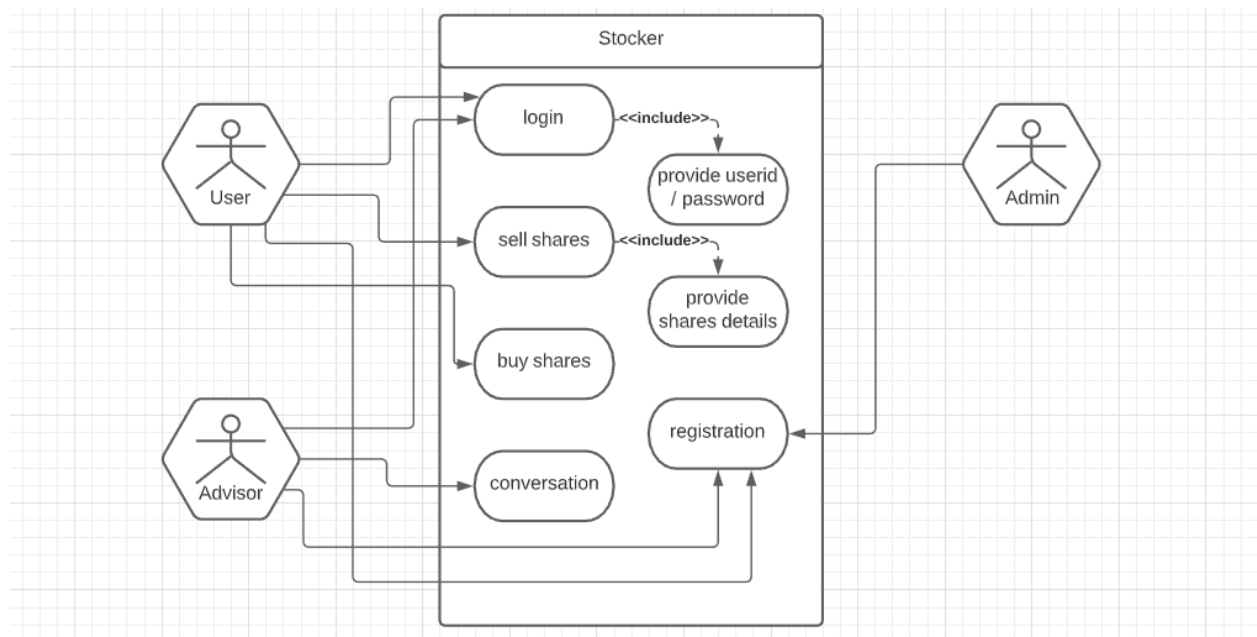 Stocker
login
<<include>>
provide userid
/ password
User
Admin
sell shares
<<include>>
provide
shares details
buy shares
registration
Advisor
conversation